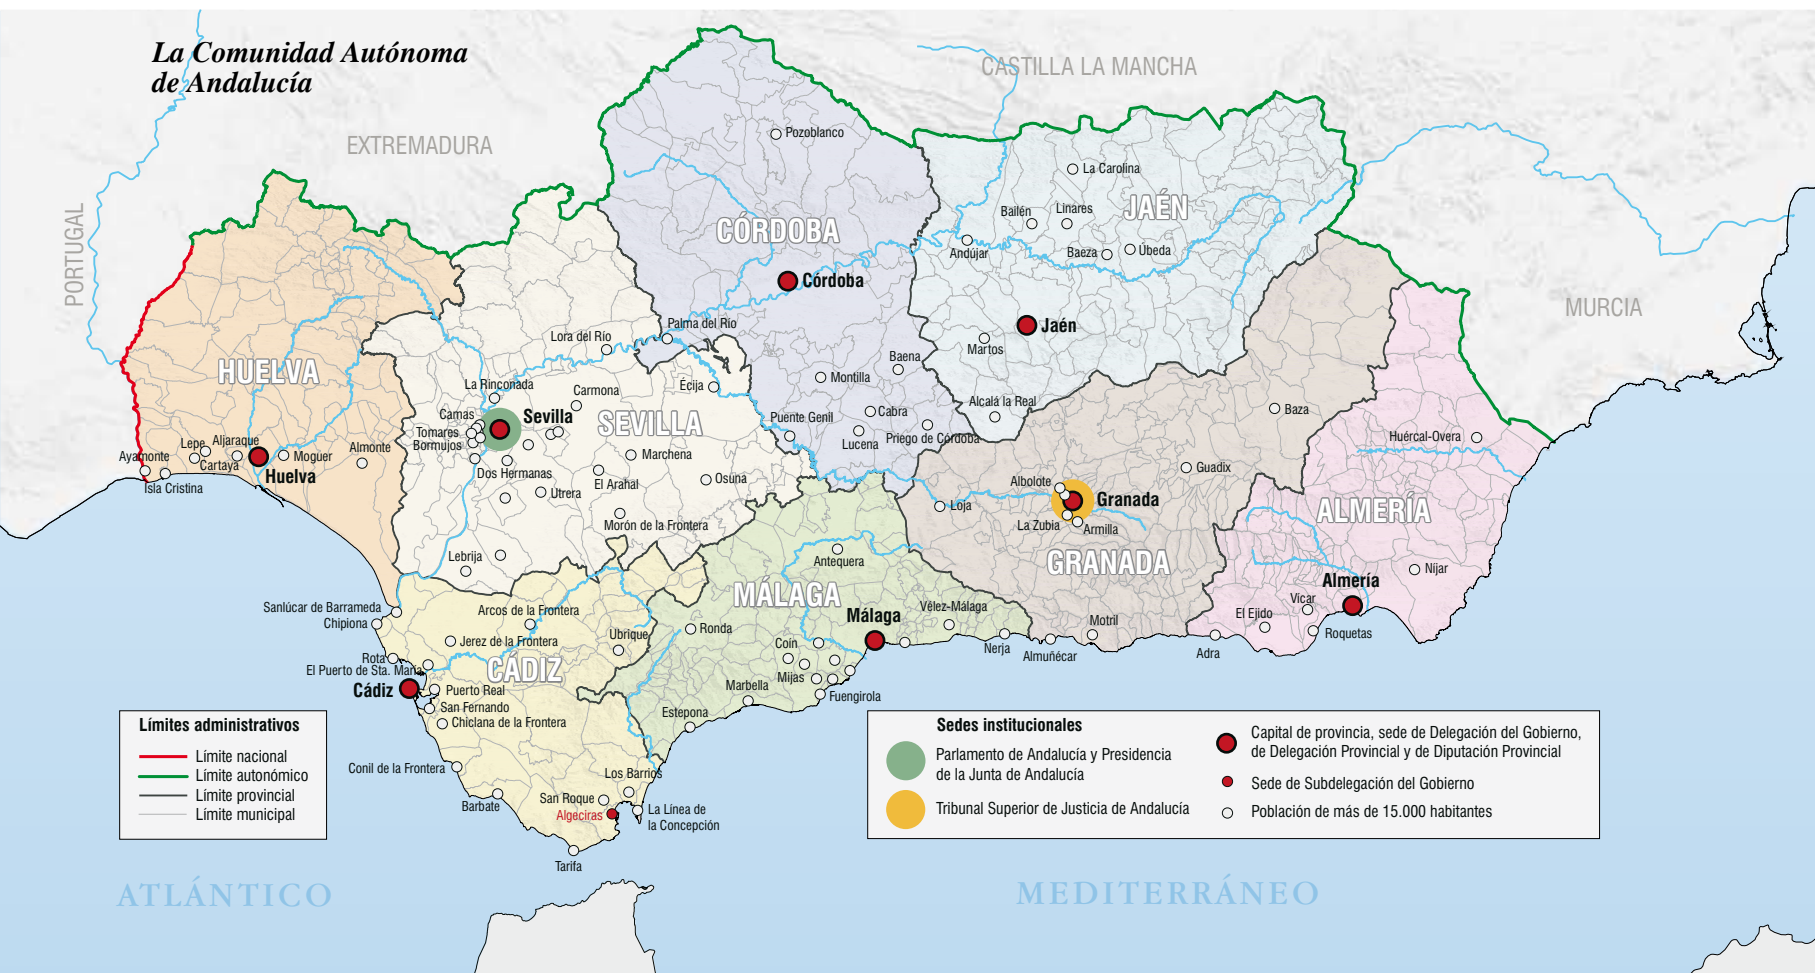 La Comunidad Autónoma
de Andalucía
CASTILLA LA MANCHA
EXTREMADURA
PORTUGAL
MURCIA
Pozoblanco
La Carolina
Bailén
Linares
JAÉN
CÓRDOBA
Andújar
Baeza
Úbeda
Córdoba
Jaén
Palma del Río
Lora del Río
Martos
Baena
HUELVA
La Rinconada
Carmona
Écija
Montilla
Alcalá la Real
Baza
Camas
Sevilla
SEVILLA
Puente Genil
Cabra
Tomares
Bormujos
Lucena
Priego de Córdoba
Huércal-Overa
Lepe
Aljaraque
Almonte
Ayamonte
Cartaya
Moguer
Marchena
Guadix
Huelva
Isla Cristina
Dos Hermanas
El Arahal
Osuna
Albolote
Granada
Utrera
Loja
ALMERÍA
Morón de la Frontera
La Zubia
Armilla
Lebrija
Antequera
GRANADA
Níjar
MÁLAGA
Almería
Sanlúcar de Barrameda
Arcos de la Frontera
Vélez-Málaga
Málaga
Vícar
El Ejido
Chipiona
Ubrique
Ronda
Motril
Roquetas
Jerez de la Frontera
Coín
Nerja
Almuñécar
Adra
Rota
El Puerto de Sta. María
CÁDIZ
Mijas
Cádiz
Puerto Real
Marbella
Fuengirola
San Fernando
Estepona
Chiclana de la Frontera
Conil de la Frontera
Los Barrios
Barbate
San Roque
Algeciras
La Línea de
la Concepción
Tarifa
Límites administrativos
Límite nacional
Límite autonómico
Límite provincial
Límite municipal
Sedes institucionales
Parlamento de Andalucía y Presidencia
de la Junta de Andalucía
Tribunal Superior de Justicia de Andalucía
Capital de provincia, sede de Delegación del Gobierno,
de Delegación Provincial y de Diputación Provincial
Sede de Subdelegación del Gobierno
Población de más de 15.000 habitantes
ATLÁNTICO
MEDITERRÁNEO